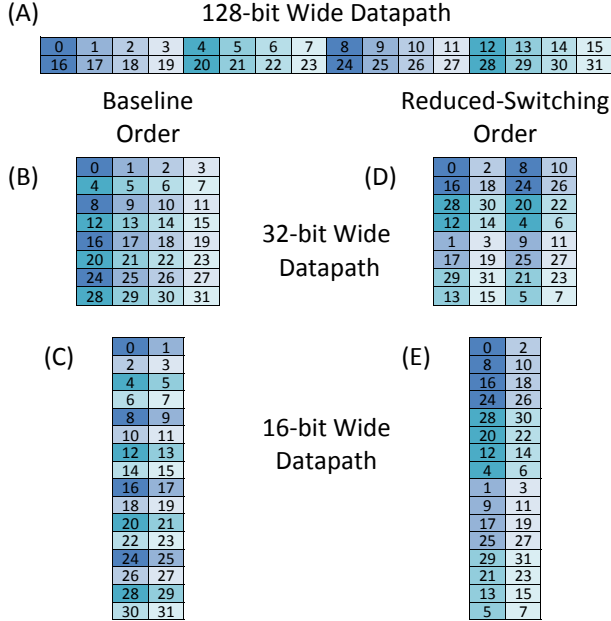 (A) 128-bit Wide Datapath
0 1 2 3 4 5 6 7 8 9 10 11 12 13 14 15
16 17 18 19 20 21 22 23 24 25 26 27 28 29 30 31
Baseline
Order
Reduced-Switching
Order
(B)
0 1 2 3
4 5 6 7
8 9 10 11
12 13 14 15
16 17 18 19
20 21 22 23
24 25 26 27
28 29 30 31
32-bit Wide
Datapath
(D)
0 2 8 10
16 18 24 26
28 30 20 22
12 14 4 6
1 3 9 11
17 19 25 27
29 31 21 23
13 15 5 7
(C)
0 1
2 3
4 5
6 7
8 9
10 11
12 13
14 15
16 17
18 19
20 21
22 23
24 25
26 27
28 29
30 31
16-bit Wide
Datapath
(E)
0 2
8 10
16 18
24 26
28 30
20 22
12 14
4 6
1 3
9 11
17 19
25 27
29 31
21 23
13 15
5 7